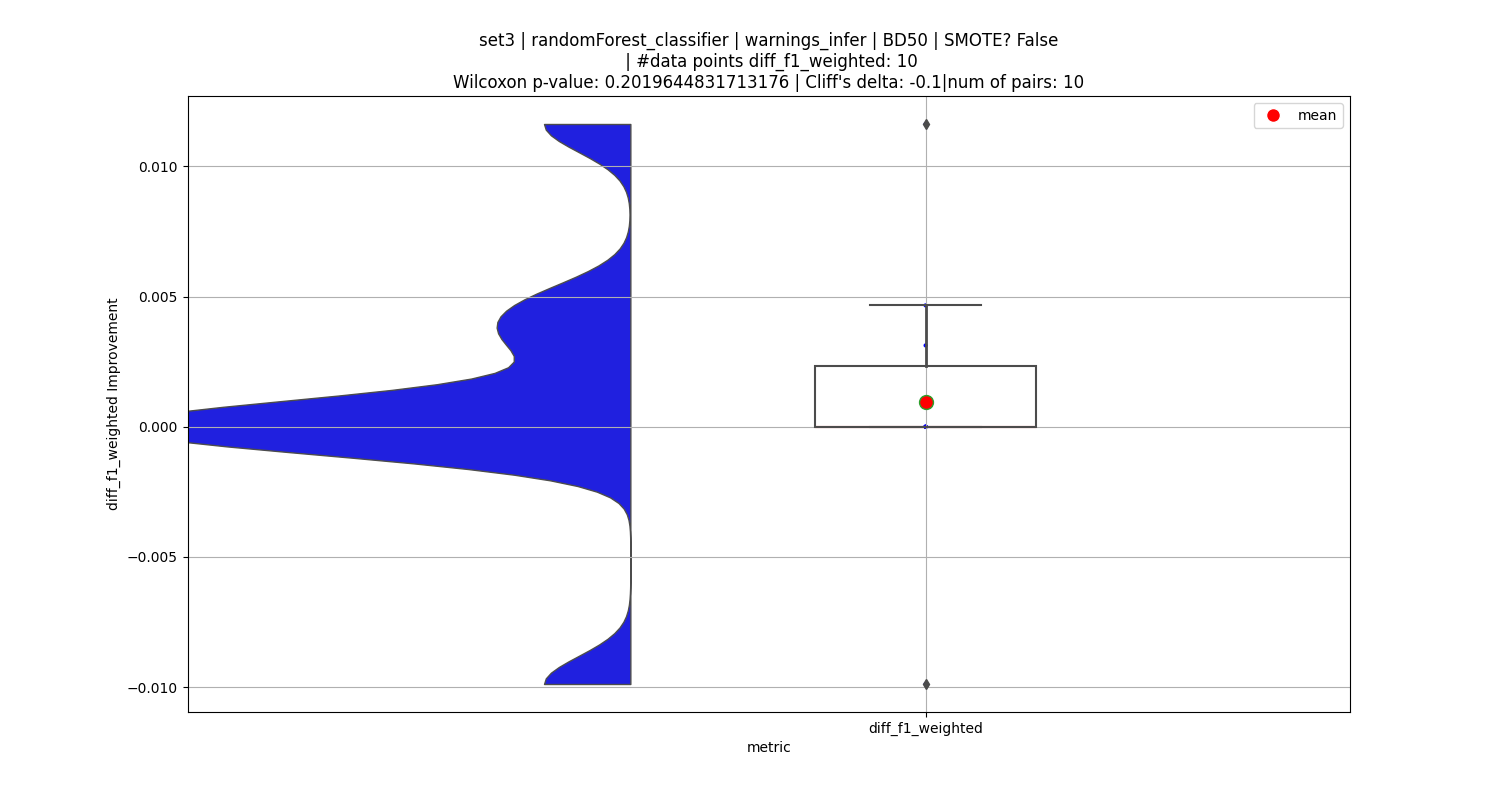 set3 | randomForest_classifier | warnings_infer | BD50 | SMOTE? False
| #data points diff_f1_weighted: 10
Wilcoxon p-value: 0.2019644831713176 | Cliff's delta: -0.1|num of pairs: 10
mean
0.010
0.005
0.000
−0.005
−0.010
diff_f1_weighted Improvement
diff_f1_weighted
metric